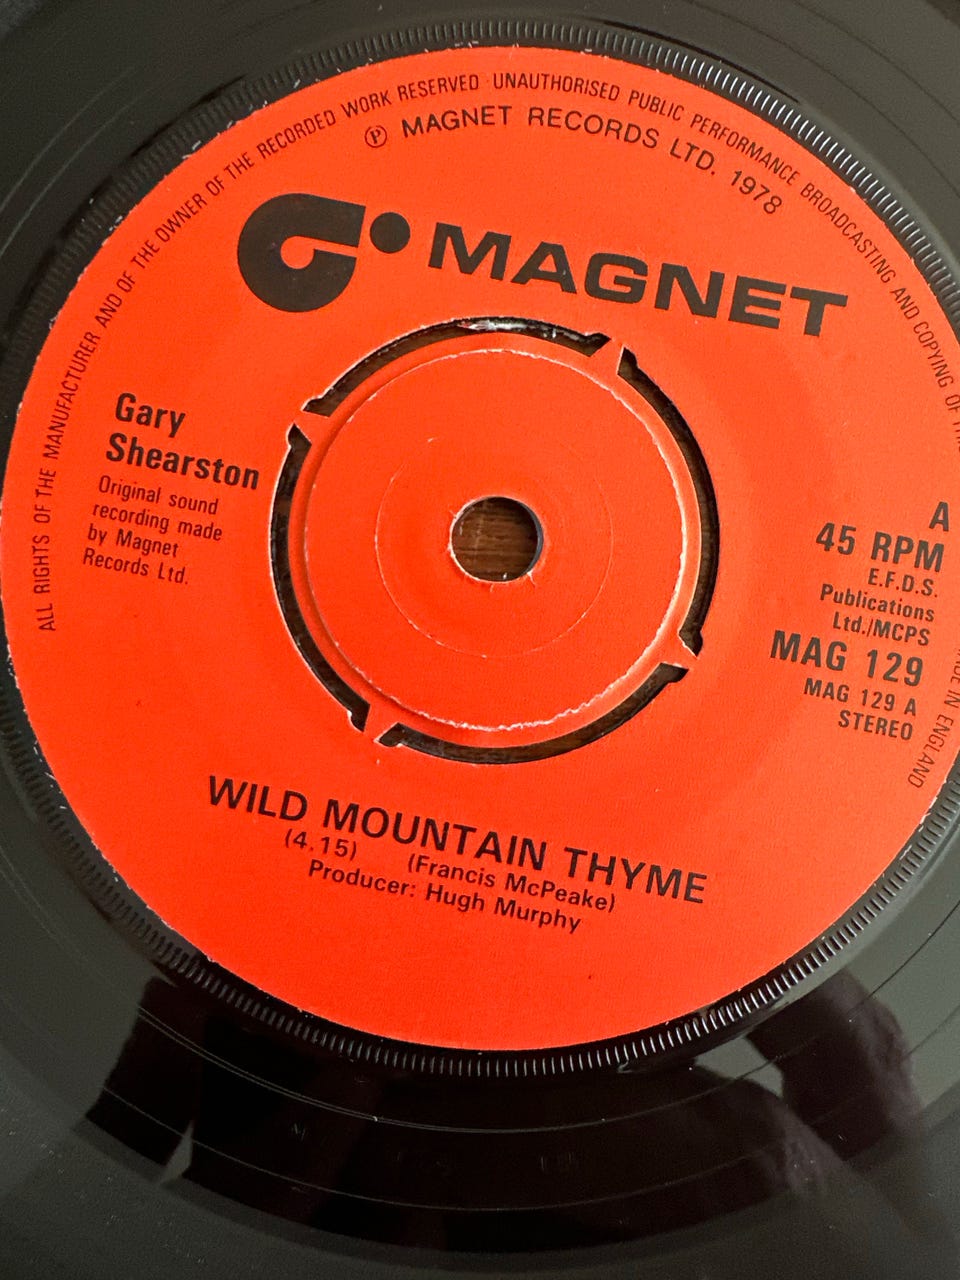 ALL RIGHTS OF THE MANUFACTURER AND OF THE OWNER OF THE RECORDED WORK RESERVED · UNAUTHORISED PUBLIC PERFORMANCE BROADCASTING AND COPYING OF
MADE IN ENGLAND
℗ MAGNET RECORDS LTD. 1978
MAGNET
Gary
Shearston
Original sound
recording made
by Magnet
Records Ltd.
A
45 RPM
E.F.D.S.
Publications
Ltd./MCPS
MAG 129
MAG 129 A
STEREO
WILD MOUNTAIN THYME
(4.15) (Francis McPeake)
Producer: Hugh Murphy